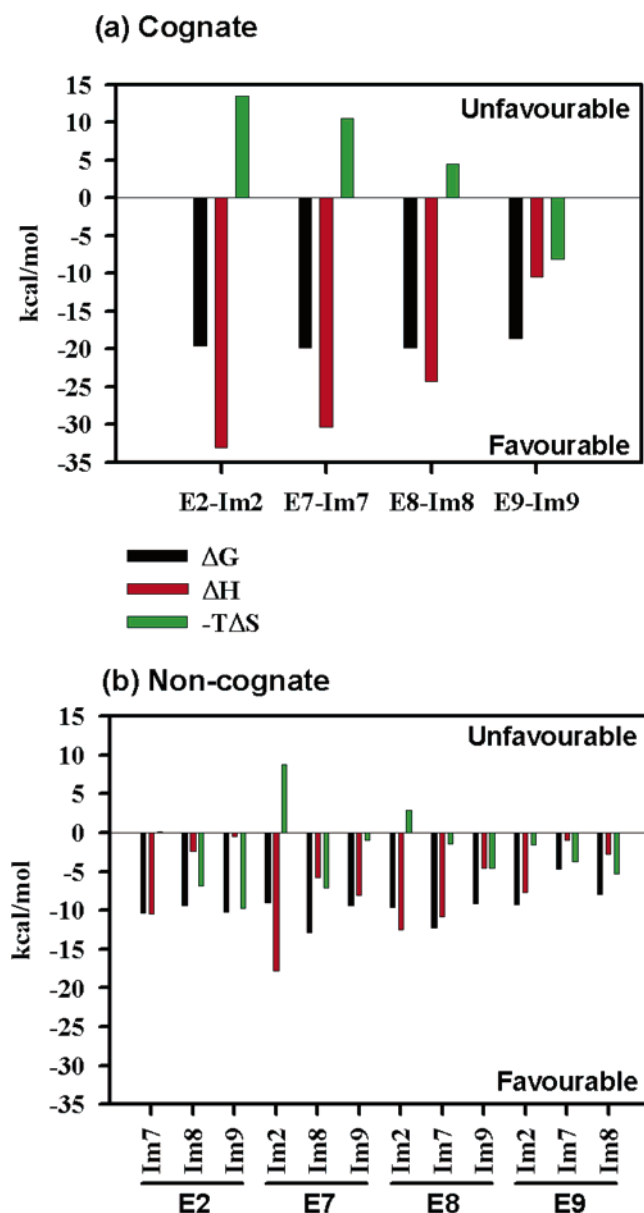 (a) Cognate
15
Unfavourable
10
5
0
-5
-10
-15
-20
-25
-30
-35
Favourable
kcal/mol
E2-Im2 E7-Im7 E8-Im8 E9-Im9
ΔG
ΔH
-TΔS
(b) Non-cognate
15
Unfavourable
10
5
0
-5
-10
-15
-20
-25
-30
-35
Favourable
kcal/mol
Im7 Im8 Im9 Im2 Im8 Im9 Im2 Im7 Im9 Im2 Im7 Im8
E2 E7 E8 E9